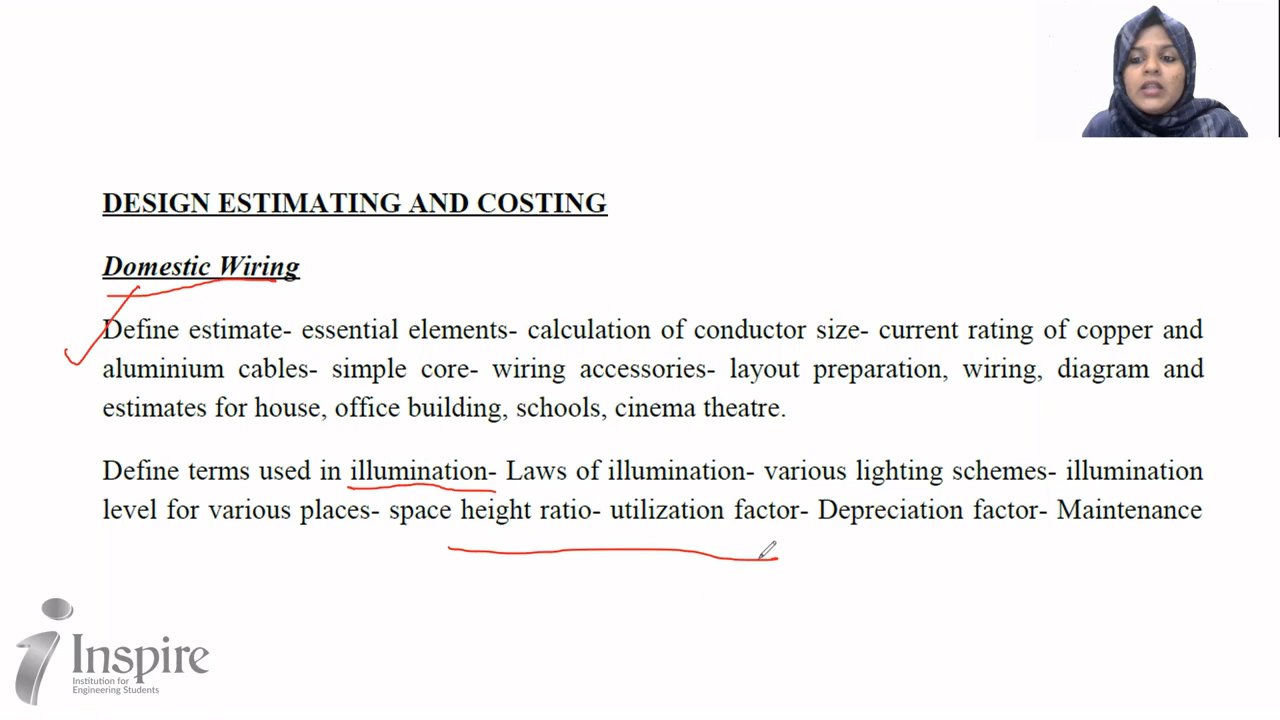 DESIGN ESTIMATING AND COSTING
Domestic Wiring
Define estimate- essential elements- calculation of conductor size- current rating of copper and
aluminium cables- simple core- wiring accessories- layout preparation, wiring, diagram and
estimates for house, office building, schools, cinema theatre.
Define terms used in illumination- Laws of illumination- various lighting schemes- illumination
level for various places- space height ratio- utilization factor- Depreciation factor- Maintenance
Inspire
Institution for
Engineering Students